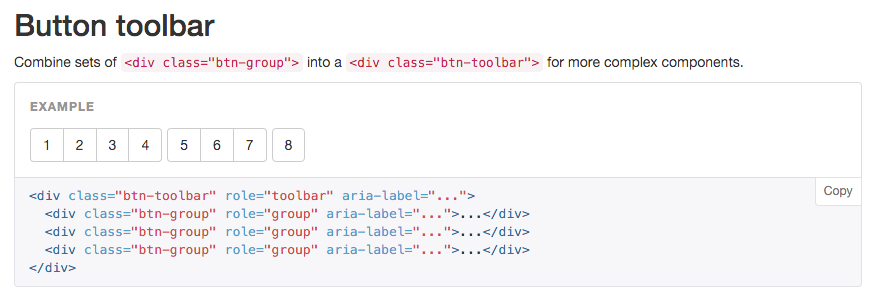 Button toolbar
Combine sets of <div class="btn-group"> into a <div class="btn-toolbar"> for more complex components.
EXAMPLE
1 2 3 4 5 6 7 8
Copy
<div class="btn-toolbar" role="toolbar" aria-label="...">
  <div class="btn-group" role="group" aria-label="...">...</div>
  <div class="btn-group" role="group" aria-label="...">...</div>
  <div class="btn-group" role="group" aria-label="...">...</div>
</div>